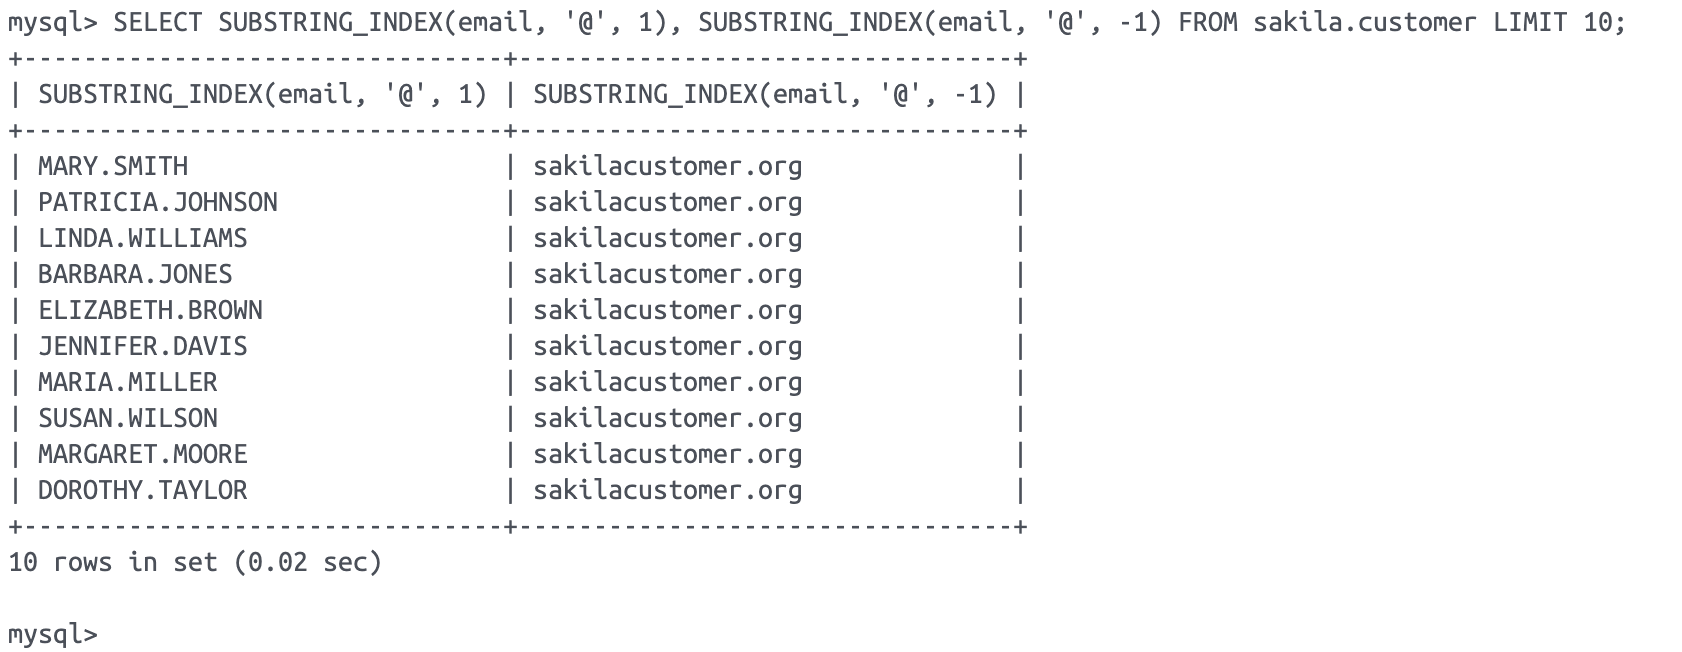 mysql> SELECT SUBSTRING_INDEX(email, '@', 1), SUBSTRING_INDEX(email, '@', -1) FROM sakila.customer LIMIT 10;
+--------------------------------+---------------------------------+
| SUBSTRING_INDEX(email, '@', 1) | SUBSTRING_INDEX(email, '@', -1) |
+--------------------------------+---------------------------------+
| MARY.SMITH                     | sakilacustomer.org              |
| PATRICIA.JOHNSON               | sakilacustomer.org              |
| LINDA.WILLIAMS                 | sakilacustomer.org              |
| BARBARA.JONES                  | sakilacustomer.org              |
| ELIZABETH.BROWN                | sakilacustomer.org              |
| JENNIFER.DAVIS                 | sakilacustomer.org              |
| MARIA.MILLER                   | sakilacustomer.org              |
| SUSAN.WILSON                   | sakilacustomer.org              |
| MARGARET.MOORE                 | sakilacustomer.org              |
| DOROTHY.TAYLOR                 | sakilacustomer.org              |
+--------------------------------+---------------------------------+
10 rows in set (0.02 sec)

mysql>